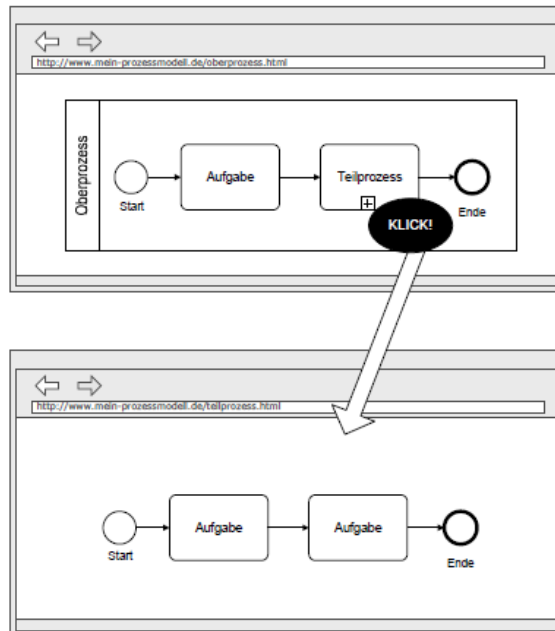 http://www.mein-prozessmodell.de/oberprozess.html
Oberprozess
Aufgabe
Teilprozess
Start
Ende
KLICK!
http://www.mein-prozessmodell.de/teilprozess.html
Aufgabe
Aufgabe
Start
Ende